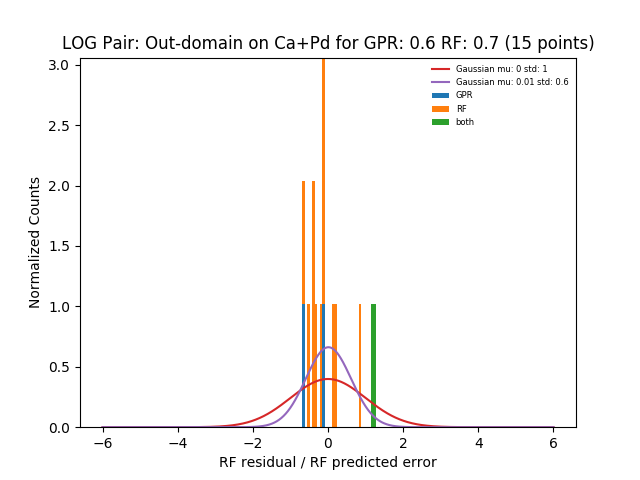 LOG Pair: Out-domain on Ca+Pd for GPR: 0.6 RF: 0.7 (15 points)
Gaussian mu: 0 std: 1
Gaussian mu: 0.01 std: 0.6
GPR
RF
both
Normalized Counts
3.0
2.5
2.0
1.5
1.0
0.5
0.0
−6 −4 −2 0 2 4 6
RF residual / RF predicted error